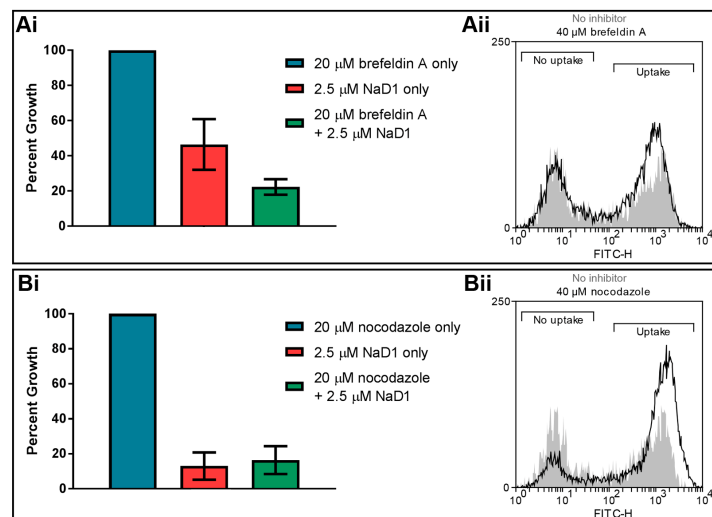 Ai
100
80
60
40
20
0
Percent Growth
20 μM brefeldin A only
2.5 μM NaD1 only
20 μM brefeldin A
+ 2.5 μM NaD1
Aii
No inhibitor
40 μM brefeldin A
250
0
No uptake
Uptake
10⁰ 10¹ 10² 10³ 10⁴
FITC-H
Bi
100
80
60
40
20
0
Percent Growth
20 μM nocodazole only
2.5 μM NaD1 only
20 μM nocodazole
+ 2.5 μM NaD1
Bii
No inhibitor
40 μM nocodazole
250
0
No uptake
Uptake
10⁰ 10¹ 10² 10³ 10⁴
FITC-H